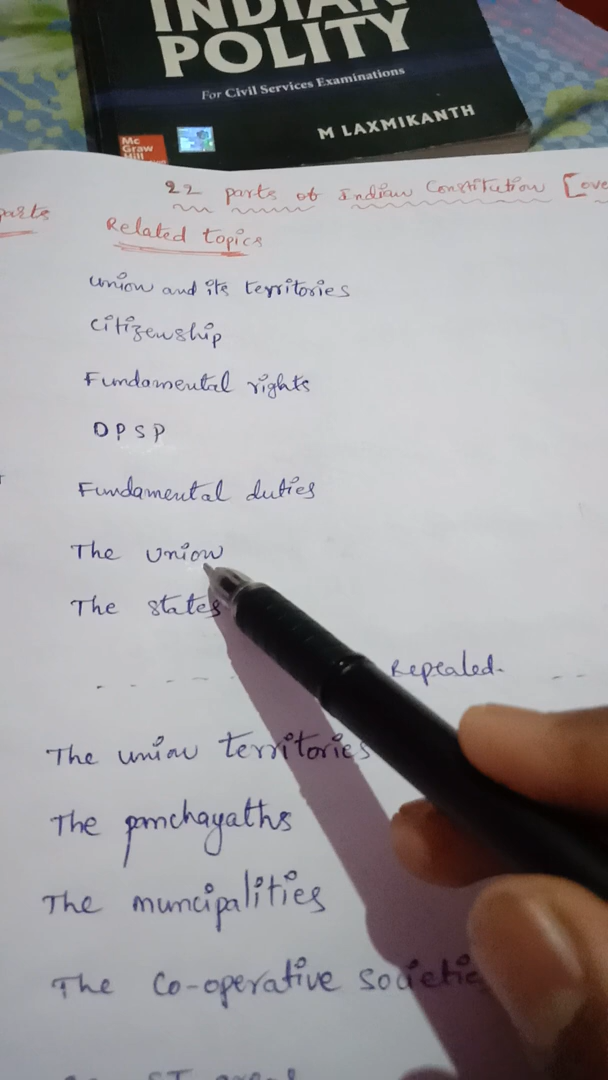 INDIAN
POLITY
For Civil Services Examinations
M LAXMIKANTH
Mc
Graw
Hill
22 parts of Indian Constitution [ove
parts
Related topics
union and its territories
citizenship
Fundamental rights
DPSP
Fundamental duties
The union
The states
- - - - Repealed. - -
The union territories
The panchayaths
The muncipalities
The Co-operative societie